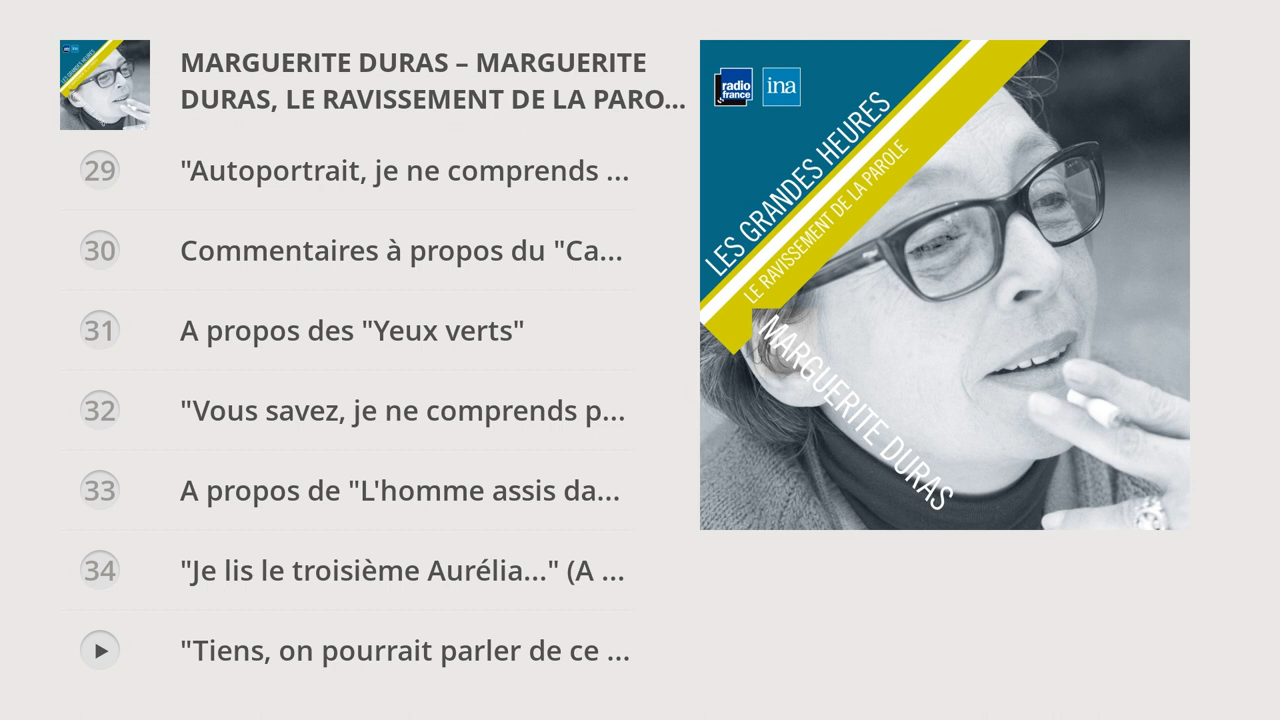 MARGUERITE DURAS – MARGUERITE
DURAS, LE RAVISSEMENT DE LA PARO...
29 "Autoportrait, je ne comprends ...
30 Commentaires à propos du "Ca...
31 A propos des "Yeux verts"
32 "Vous savez, je ne comprends p...
33 A propos de "L'homme assis da...
34 "Je lis le troisième Aurélia..." (A ...
"Tiens, on pourrait parler de ce ...
radio
france
ina
LES GRANDES HEURES
LE RAVISSEMENT DE LA PAROLE
MARGUERITE DURAS